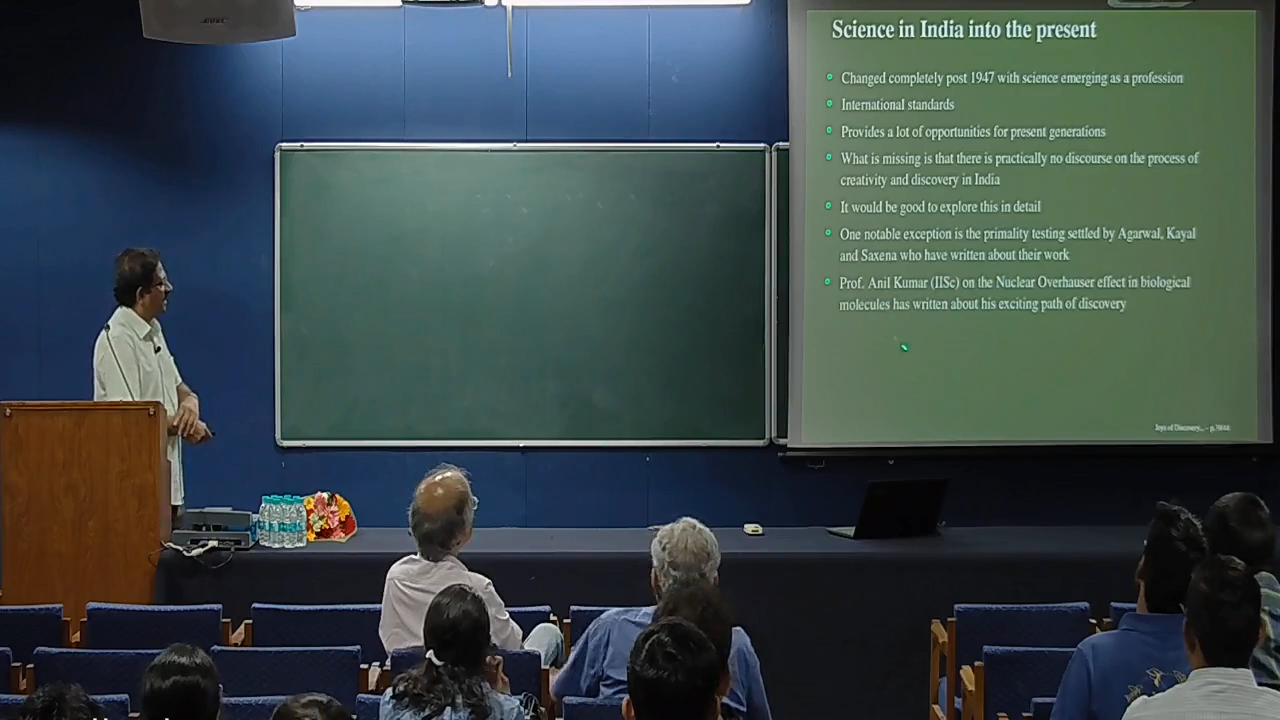 BOSE
Science in India into the present
Changed completely post 1947 with science emerging as a profession
International standards
Provides a lot of opportunities for present generations
What is missing is that there is practically no discourse on the process of
creativity and discovery in India
It would be good to explore this in detail
One notable exception is the primality testing settled by Agarwal, Kayal
and Saxena who have written about their work
Prof. Anil Kumar (IISc) on the Nuclear Overhauser effect in biological
molecules has written about his exciting path of discovery
Joys of Discovery... – p.